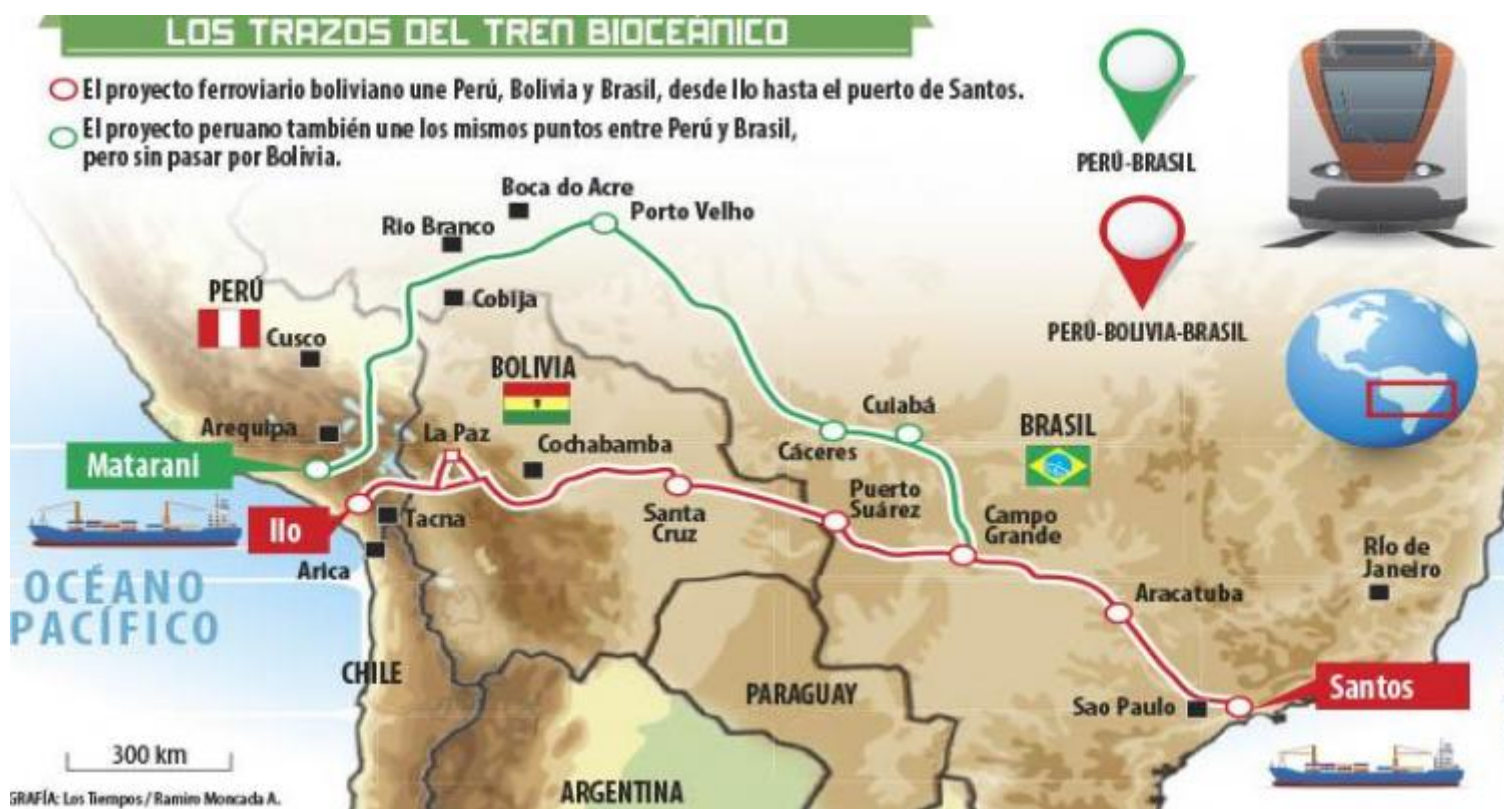 LOS TRAZOS DEL TREN BIOCEÁNICO
El proyecto ferroviario boliviano une Perú, Bolivia y Brasil, desde Ilo hasta el puerto de Santos.
El proyecto peruano también une los mismos puntos entre Perú y Brasil,
pero sin pasar por Bolivia.
PERÚ-BRASIL
PERÚ-BOLIVIA-BRASIL
Boca do Acre
Porto Velho
Rio Branco
Cobija
PERÚ
Cusco
BOLIVIA
Arequipa
La Paz
Cochabamba
Cuiabá
Cáceres
BRASIL
Matarani
Ilo
Tacna
Arica
Santa
Cruz
Puerto
Suárez
Campo
Grande
Río de
Janeiro
Aracatuba
OCÉANO
PACÍFICO
CHILE
PARAGUAY
Sao Paulo
Santos
300 km
ARGENTINA
GRAFÍA: Los Tiempos / Ramiro Moncada A.